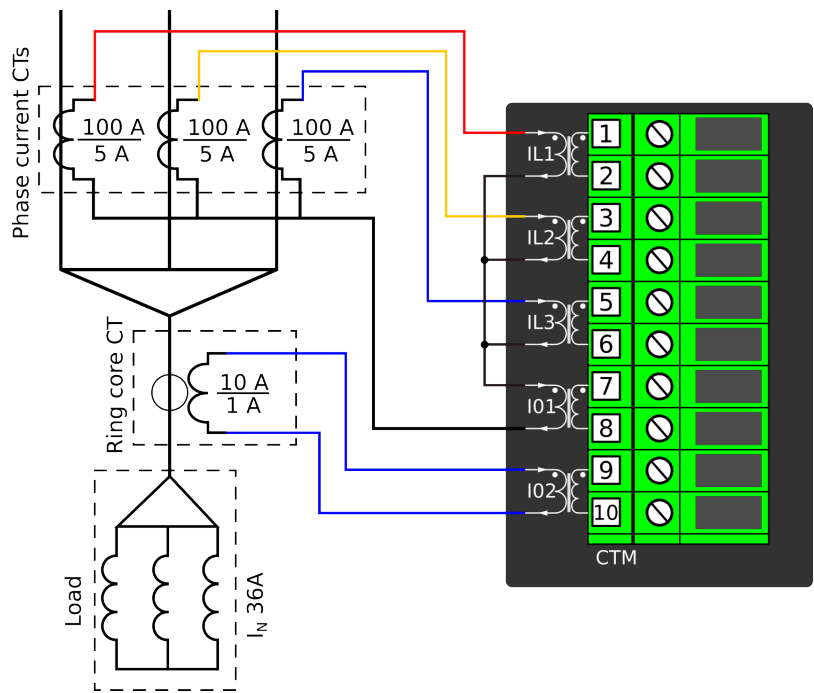 Phase current CTs
100 A
5 A
100 A
5 A
100 A
5 A
Ring core CT
10 A
1 A
Load
IN 36A
IL1
IL2
IL3
I01
I02
1
2
3
4
5
6
7
8
9
10
CTM